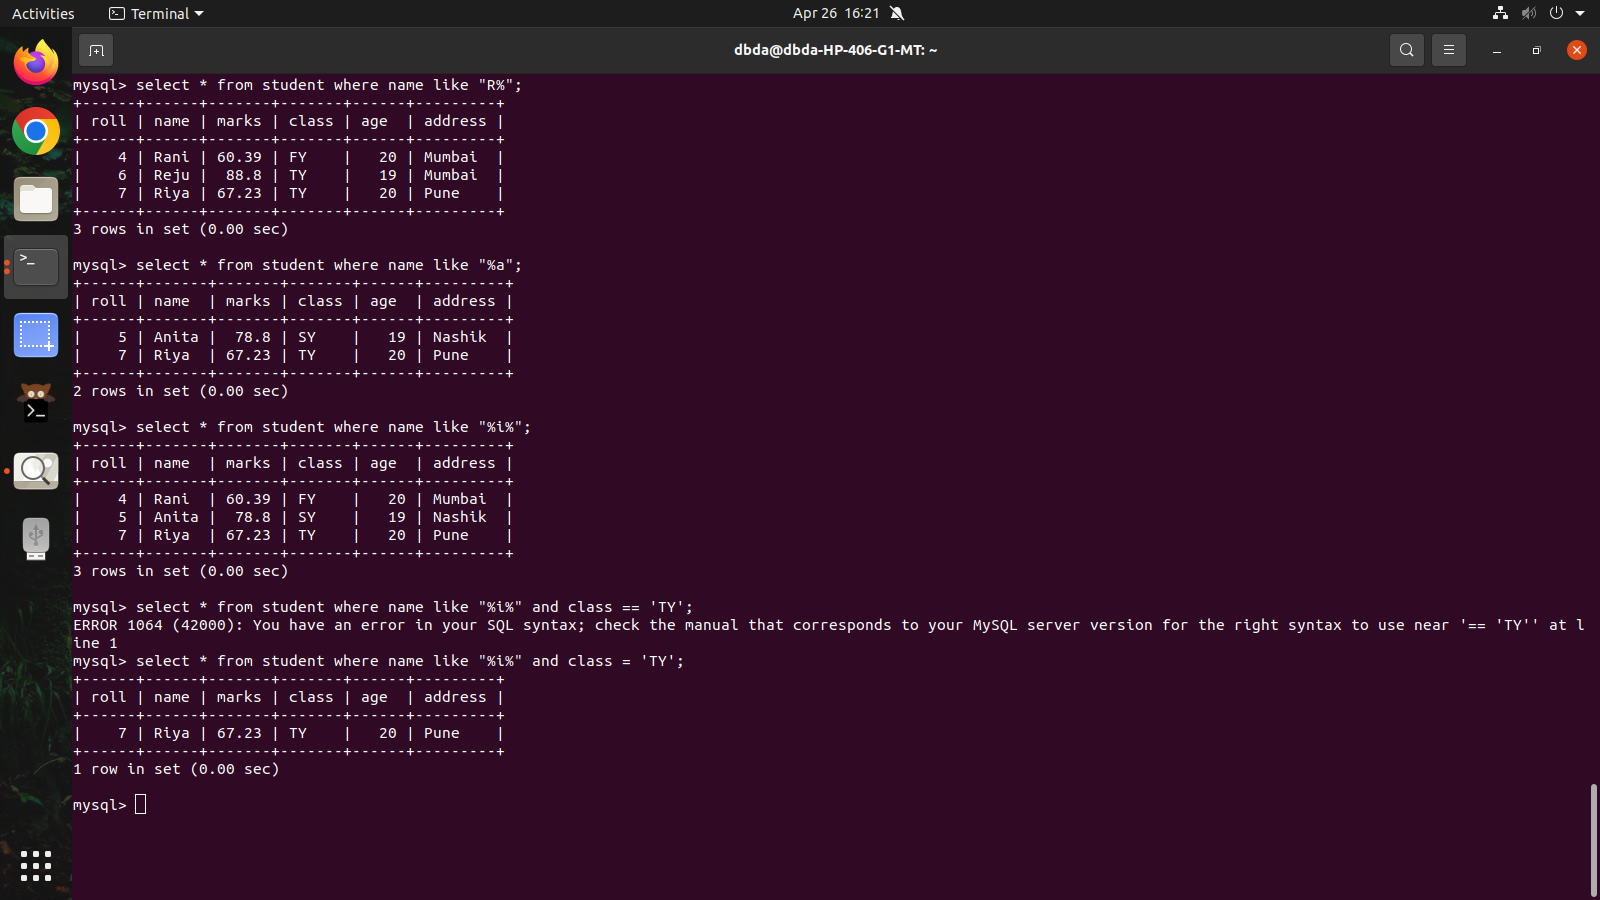 Activities Terminal Apr 26 16:21
dbda@dbda-HP-406-G1-MT: ~
mysql> select * from student where name like "R%";
+------+------+-------+-------+------+---------+
| roll | name | marks | class | age  | address |
+------+------+-------+-------+------+---------+
|    4 | Rani | 60.39 | FY    |   20 | Mumbai  |
|    6 | Reju |  88.8 | TY    |   19 | Mumbai  |
|    7 | Riya | 67.23 | TY    |   20 | Pune    |
+------+------+-------+-------+------+---------+
3 rows in set (0.00 sec)

mysql> select * from student where name like "%a";
+------+-------+-------+-------+------+---------+
| roll | name  | marks | class | age  | address |
+------+-------+-------+-------+------+---------+
|    5 | Anita |  78.8 | SY    |   19 | Nashik  |
|    7 | Riya  | 67.23 | TY    |   20 | Pune    |
+------+-------+-------+-------+------+---------+
2 rows in set (0.00 sec)

mysql> select * from student where name like "%i%";
+------+-------+-------+-------+------+---------+
| roll | name  | marks | class | age  | address |
+------+-------+-------+-------+------+---------+
|    4 | Rani  | 60.39 | FY    |   20 | Mumbai  |
|    5 | Anita |  78.8 | SY    |   19 | Nashik  |
|    7 | Riya  | 67.23 | TY    |   20 | Pune    |
+------+-------+-------+-------+------+---------+
3 rows in set (0.00 sec)

mysql> select * from student where name like "%i%" and class == 'TY';
ERROR 1064 (42000): You have an error in your SQL syntax; check the manual that corresponds to your MySQL server version for the right syntax to use near '== 'TY'' at l
ine 1
mysql> select * from student where name like "%i%" and class = 'TY';
+------+------+-------+-------+------+---------+
| roll | name | marks | class | age  | address |
+------+------+-------+-------+------+---------+
|    7 | Riya | 67.23 | TY    |   20 | Pune    |
+------+------+-------+-------+------+---------+
1 row in set (0.00 sec)

mysql>